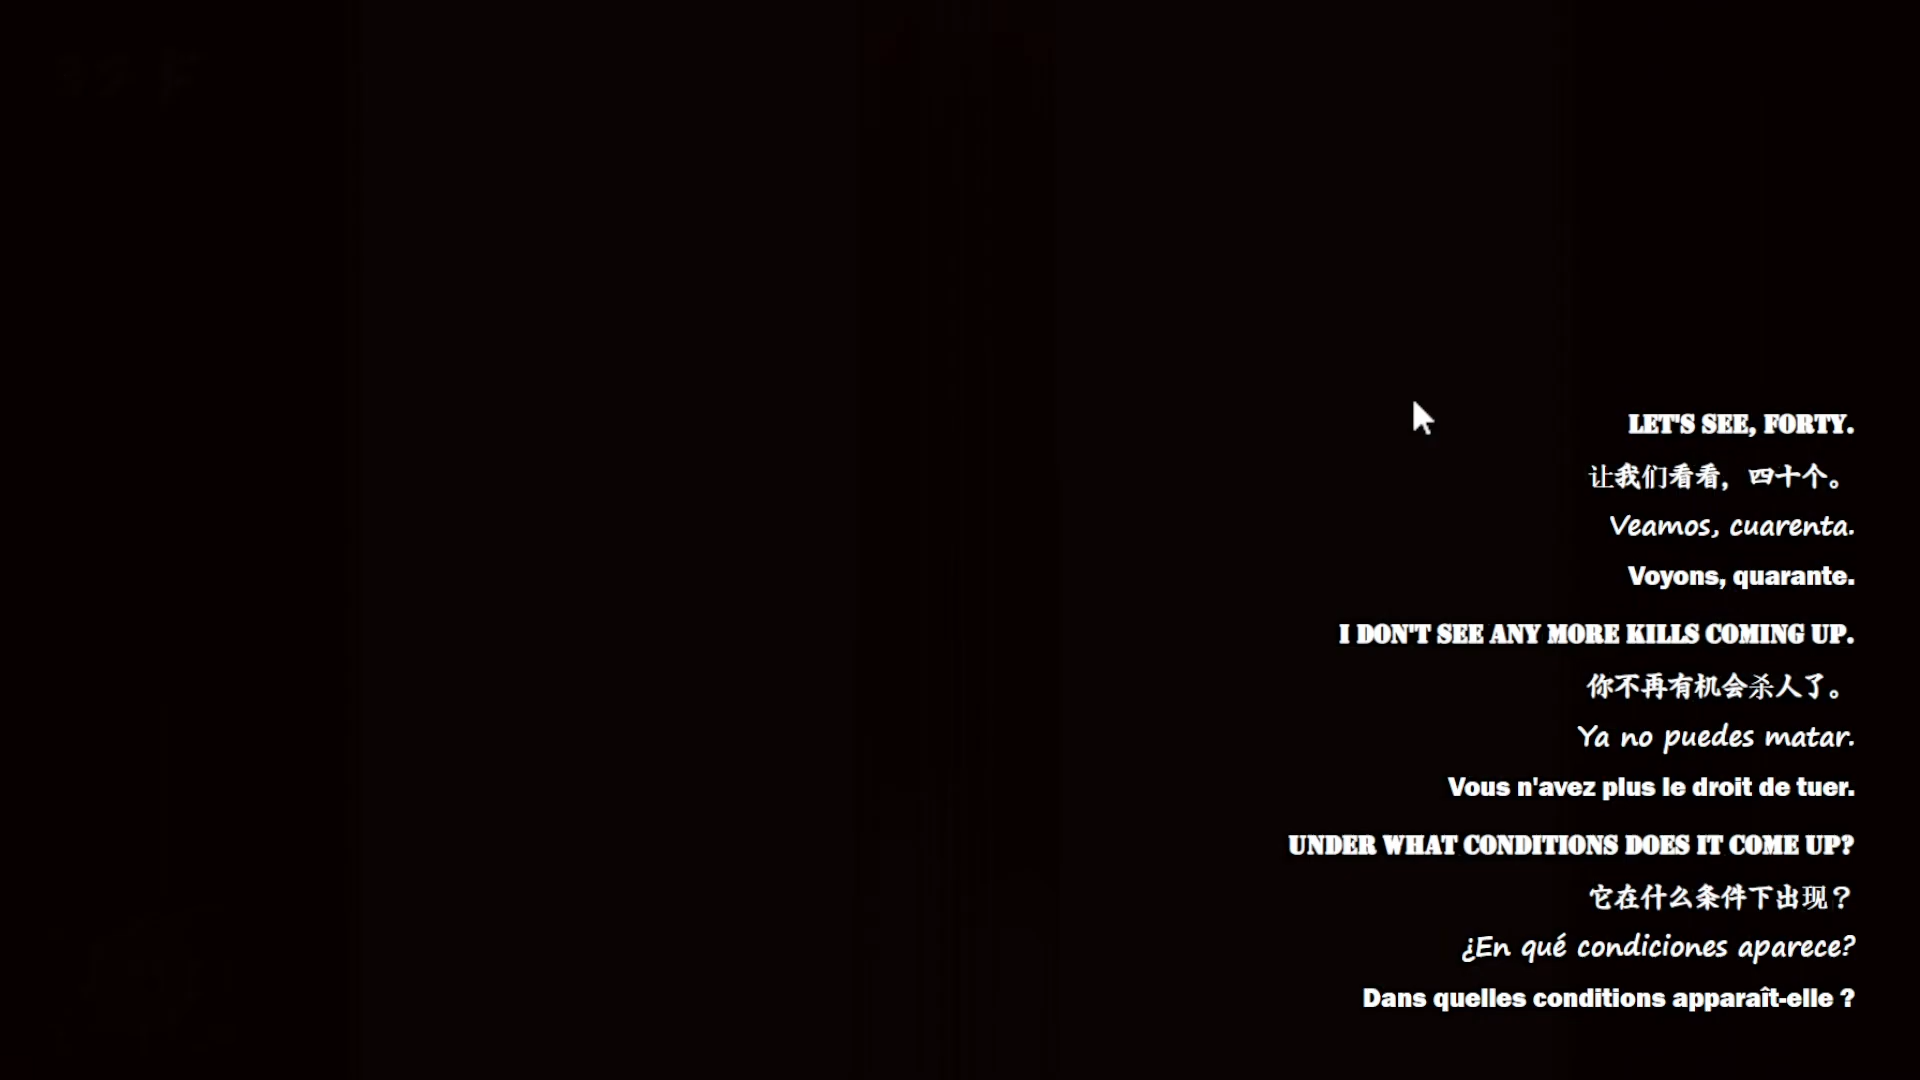 LET'S SEE, FORTY.
让我们看看，四十个。
Veamos, cuarenta.
Voyons, quarante.
I DON'T SEE ANY MORE KILLS COMING UP.
你不再有机会杀人了。
Ya no puedes matar.
Vous n'avez plus le droit de tuer.
UNDER WHAT CONDITIONS DOES IT COME UP?
它在什么条件下出现？
¿En qué condiciones aparece?
Dans quelles conditions apparaît-elle ?